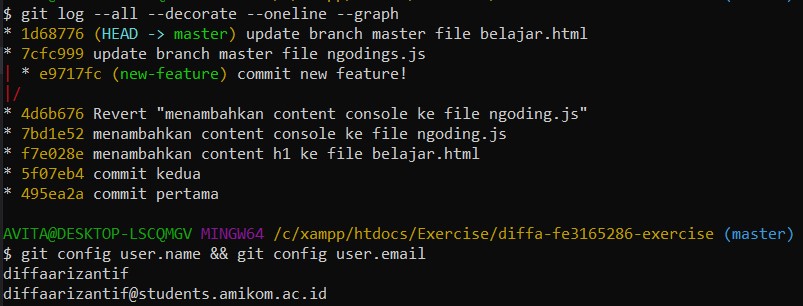 $ git log --all --decorate --oneline --graph
* 1d68776 (HEAD -> master) update branch master file belajar.html
* 7cfc999 update branch master file ngodings.js
| * e9717fc (new-feature) commit new feature!
|/
* 4d6b676 Revert "menambahkan content console ke file ngoding.js"
* 7bd1e52 menambahkan content console ke file ngoding.js
* f7e028e menambahkan content h1 ke file belajar.html
* 5f07eb4 commit kedua
* 495ea2a commit pertama
AVITA@DESKTOP-LSCQMGV MINGW64 /c/xampp/htdocs/Exercise/diffa-fe3165286-exercise (master)
$ git config user.name && git config user.email
diffaarizantif
diffaarizantif@students.amikom.ac.id